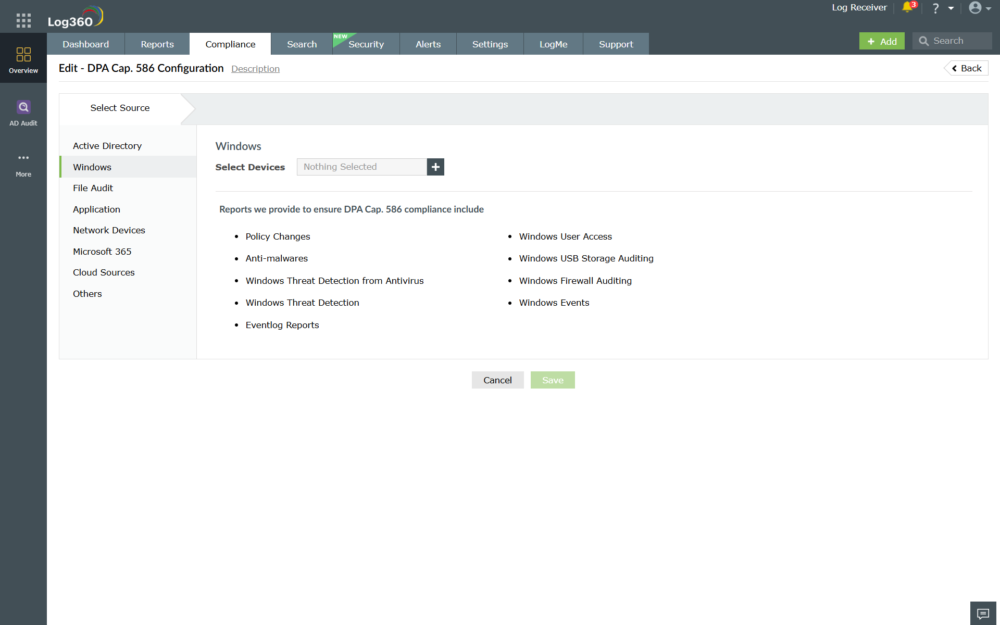 Log360
Log Receiver
3
?
Dashboard
Reports
Compliance
Search
NEW
Security
Alerts
Settings
LogMe
Support
+ Add
Search
Overview
AD Audit
More
Edit - DPA Cap. 586 Configuration
Description
Back
Select Source
Active Directory
Windows
File Audit
Application
Network Devices
Microsoft 365
Cloud Sources
Others
Windows
Select Devices
Nothing Selected
Reports we provide to ensure DPA Cap. 586 compliance include
Policy Changes
Anti-malwares
Windows Threat Detection from Antivirus
Windows Threat Detection
Eventlog Reports
Windows User Access
Windows USB Storage Auditing
Windows Firewall Auditing
Windows Events
Cancel
Save